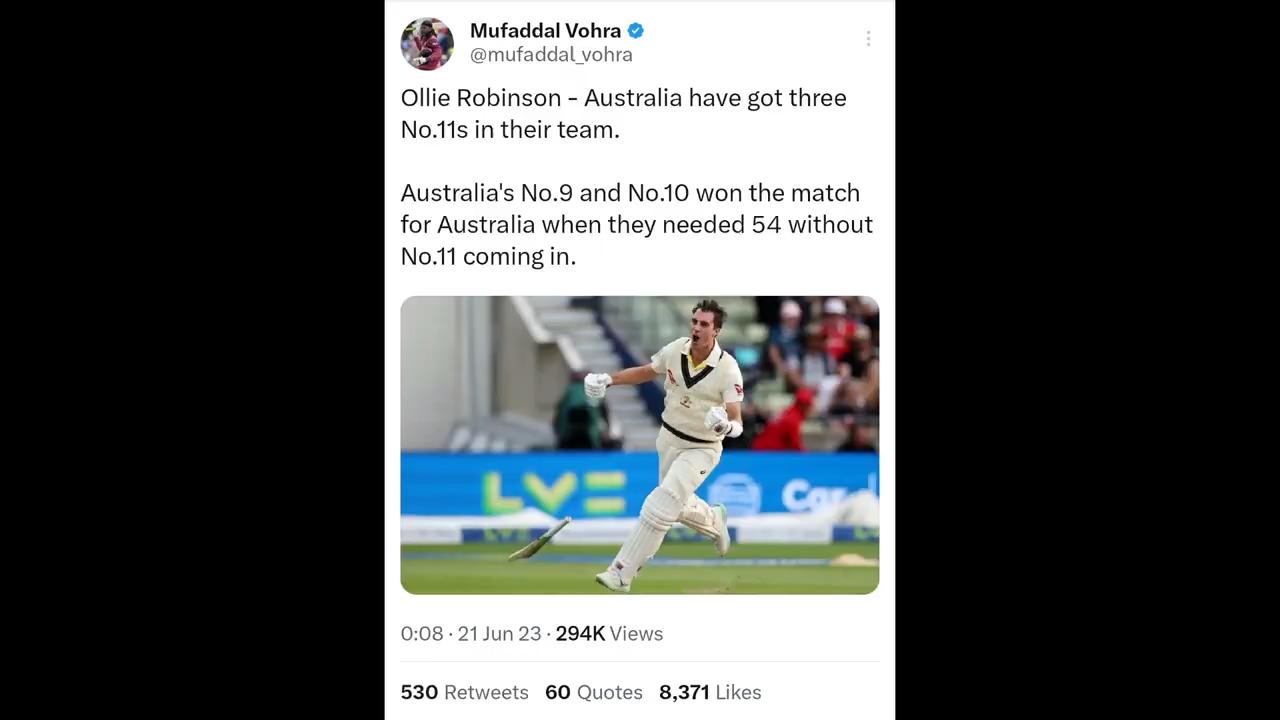 Mufaddal Vohra
@mufaddal_vohra
Ollie Robinson - Australia have got three
No.11s in their team.
Australia's No.9 and No.10 won the match
for Australia when they needed 54 without
No.11 coming in.
LVE
0:08 · 21 Jun 23 · 294K Views
530 Retweets 60 Quotes 8,371 Likes